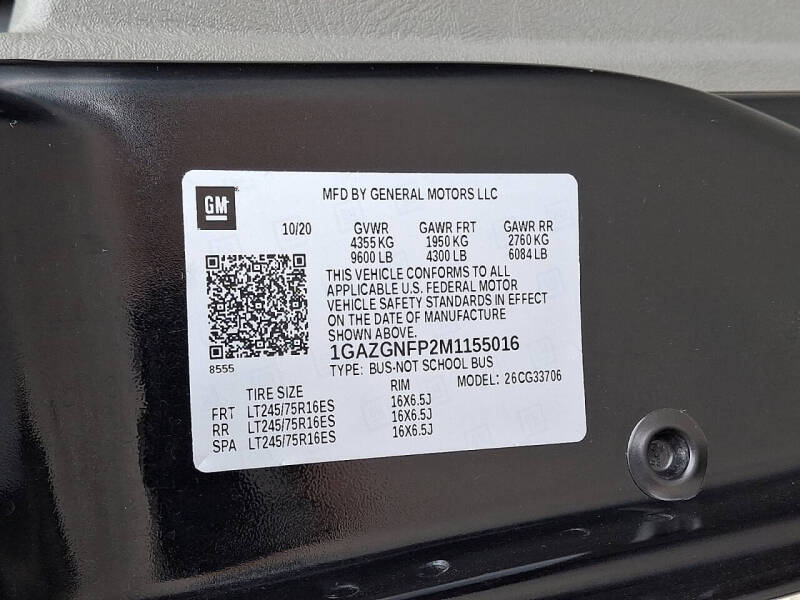 GM
MFD BY GENERAL MOTORS LLC
10/20 GVWR GAWR FRT GAWR RR
4355 KG 1950 KG 2760 KG
9600 LB 4300 LB 6084 LB
THIS VEHICLE CONFORMS TO ALL
APPLICABLE U.S. FEDERAL MOTOR
VEHICLE SAFETY STANDARDS IN EFFECT
ON THE DATE OF MANUFACTURE
SHOWN ABOVE.
8555
1GAZGNFP2M1155016
TYPE: BUS-NOT SCHOOL BUS
MODEL: 26CG33706
TIRE SIZE RIM
FRT LT245/75R16ES 16X6.5J
RR LT245/75R16ES 16X6.5J
SPA LT245/75R16ES 16X6.5J